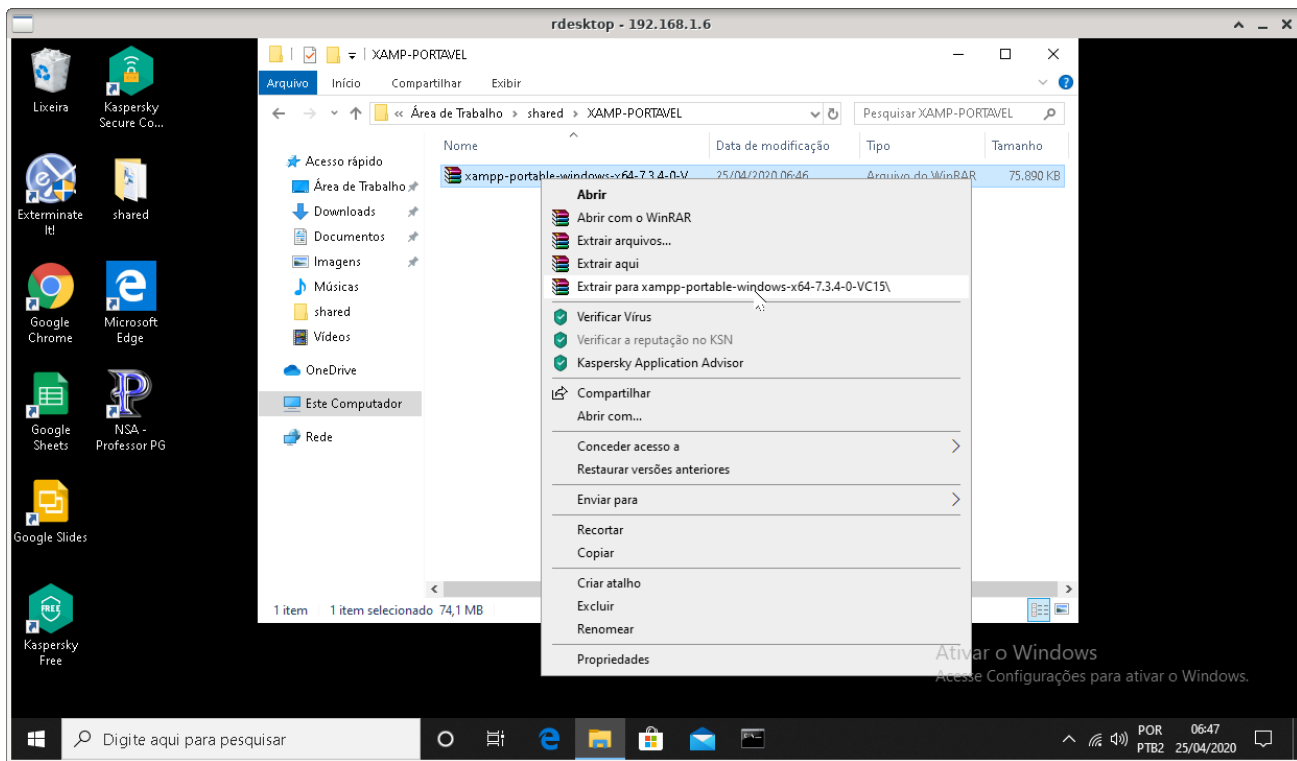 rdesktop - 192.168.1.6
XAMP-PORTAVEL
Arquivo Início Compartilhar Exibir
« Área de Trabalho › shared › XAMP-PORTAVEL
Pesquisar XAMP-PORTAVEL
Nome Data de modificação Tipo Tamanho
xampp-portable-windows-x64-7.3.4-0-V... 25/04/2020 06:46 Arquivo do WinRAR 75.890 KB
Acesso rápido
Área de Trabalho
Downloads
Documentos
Imagens
Músicas
shared
Vídeos
OneDrive
Este Computador
Rede
1 item 1 item selecionado 74,1 MB
Abrir
Abrir com o WinRAR
Extrair arquivos...
Extrair aqui
Extrair para xampp-portable-windows-x64-7.3.4-0-VC15\
Verificar Vírus
Verificar a reputação no KSN
Kaspersky Application Advisor
Compartilhar
Abrir com...
Conceder acesso a
Restaurar versões anteriores
Enviar para
Recortar
Copiar
Criar atalho
Excluir
Renomear
Propriedades
Lixeira
Kaspersky
Secure Co...
Exterminate
It!
shared
Google
Chrome
Microsoft
Edge
Google
Sheets
NSA -
Professor PG
Google Slides
FREE
Kaspersky
Free
Ativar o Windows
Acesse Configurações para ativar o Windows.
Digite aqui para pesquisar
POR
PTB2
06:47
25/04/2020